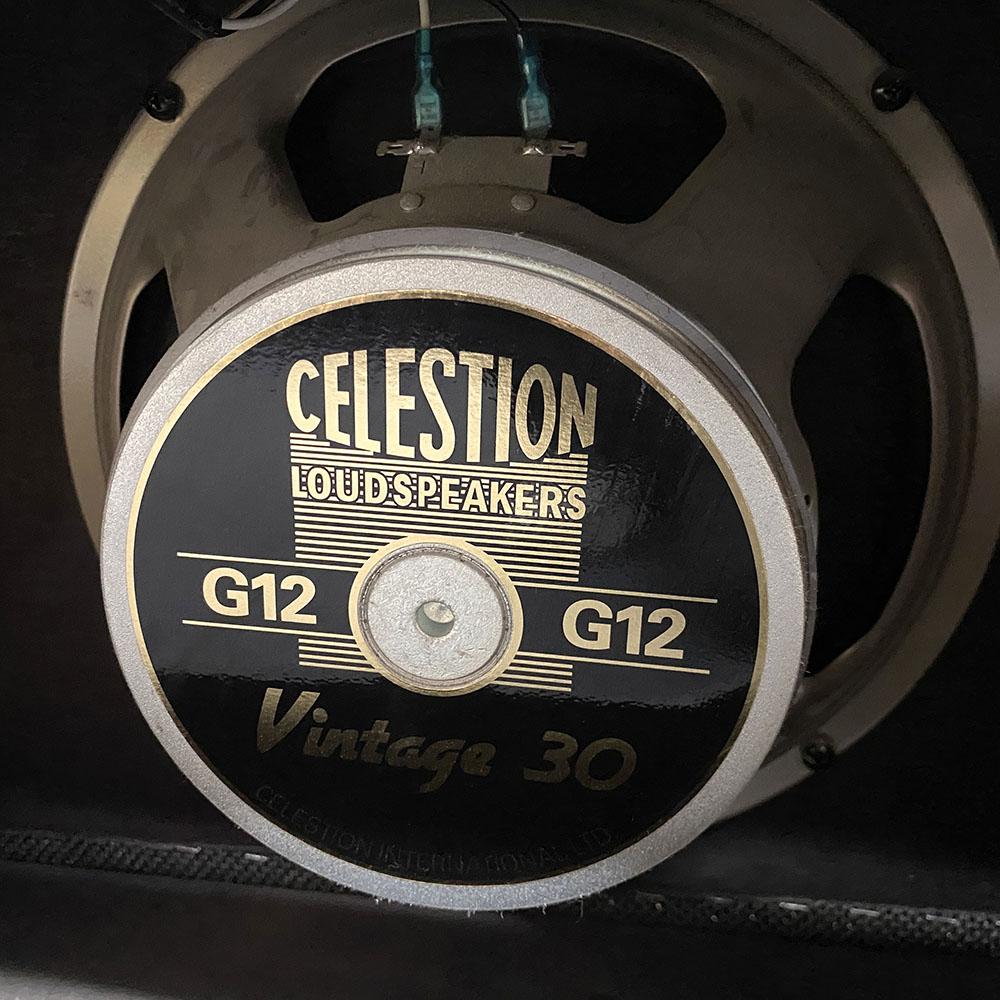 CELESTION
LOUDSPEAKERS
G12 G12
Vintage 30
CELESTION INTERNATIONAL LTD